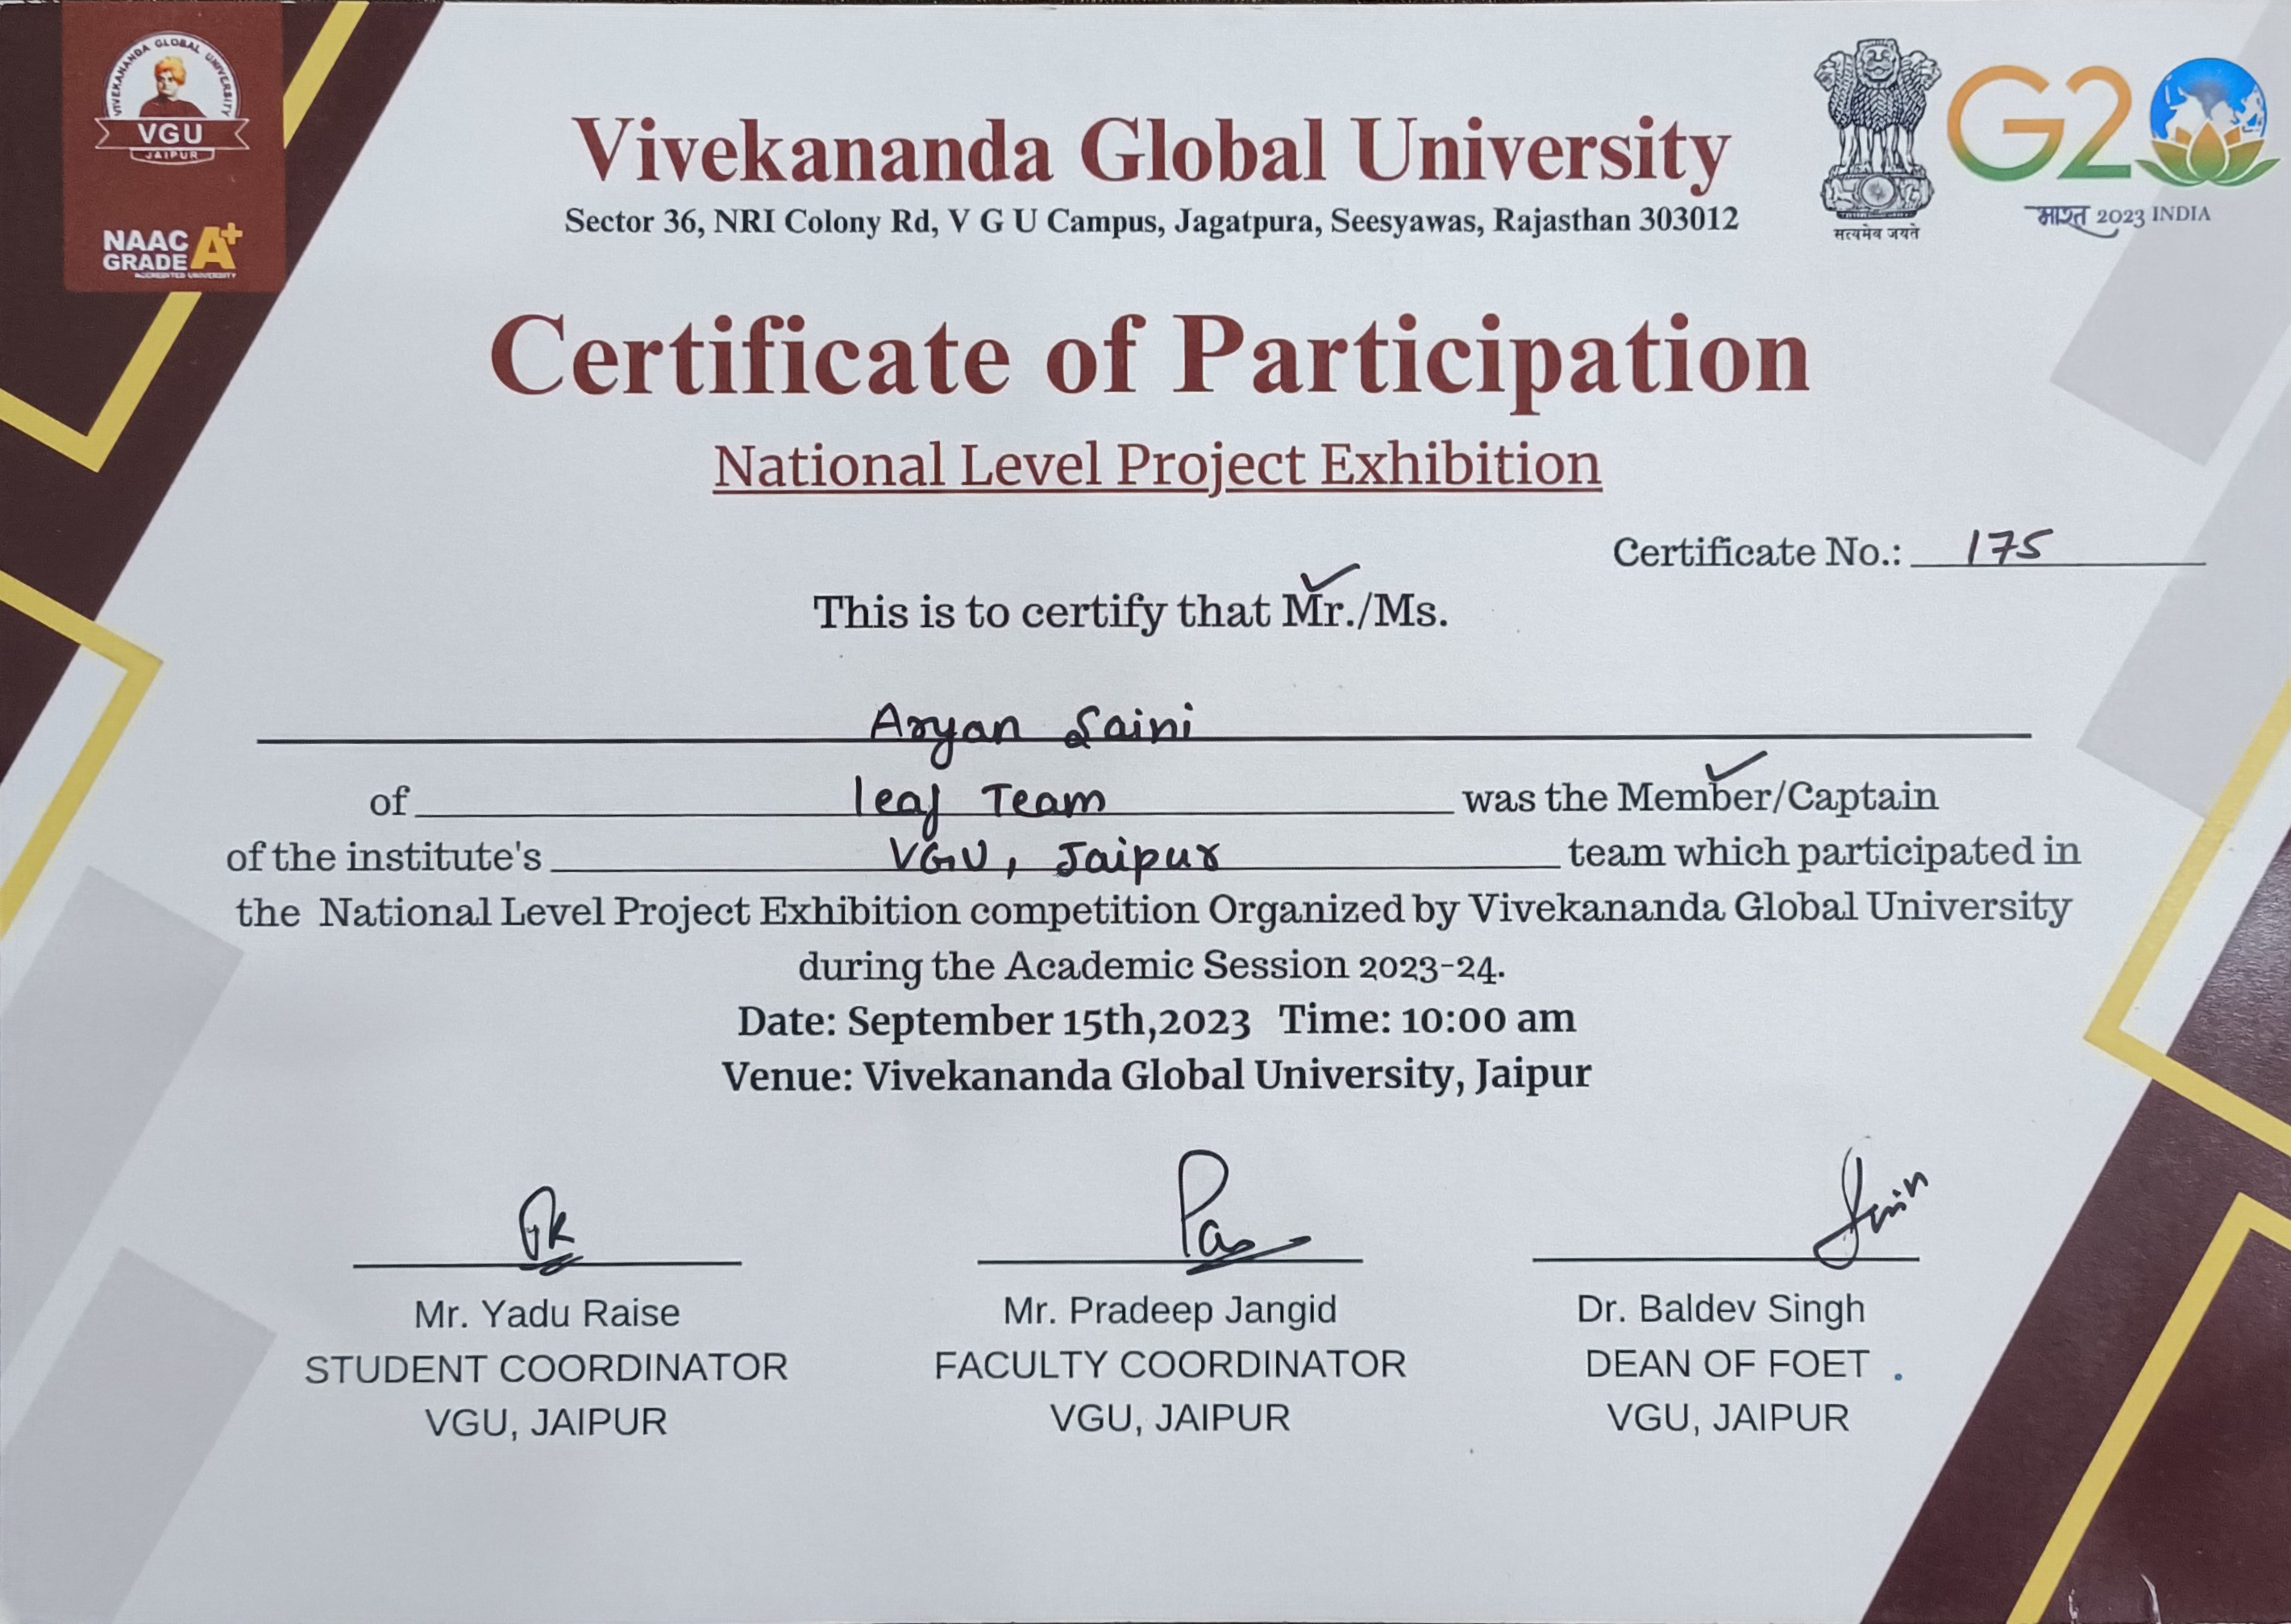 VIVEKANANDA GLOBAL UNIVERSITY
VGU
JAIPUR
NAAC
GRADE A+
ACCREDITED UNIVERSITY
Vivekananda Global University
Sector 36, NRI Colony Rd, V G U Campus, Jagatpura, Seesyawas, Rajasthan 303012
सत्यमेव जयते
G20
भारत 2023 INDIA
Certificate of Participation
National Level Project Exhibition
Certificate No.: 175
This is to certify that Mr./Ms.
Aryan Saini
of leaf Team was the Member/Captain
of the institute's VGU, Jaipur team which participated in
the National Level Project Exhibition competition Organized by Vivekananda Global University
during the Academic Session 2023-24.
Date: September 15th,2023 Time: 10:00 am
Venue: Vivekananda Global University, Jaipur
Mr. Yadu Raise
STUDENT COORDINATOR
VGU, JAIPUR
Mr. Pradeep Jangid
FACULTY COORDINATOR
VGU, JAIPUR
Dr. Baldev Singh
DEAN OF FOET
VGU, JAIPUR